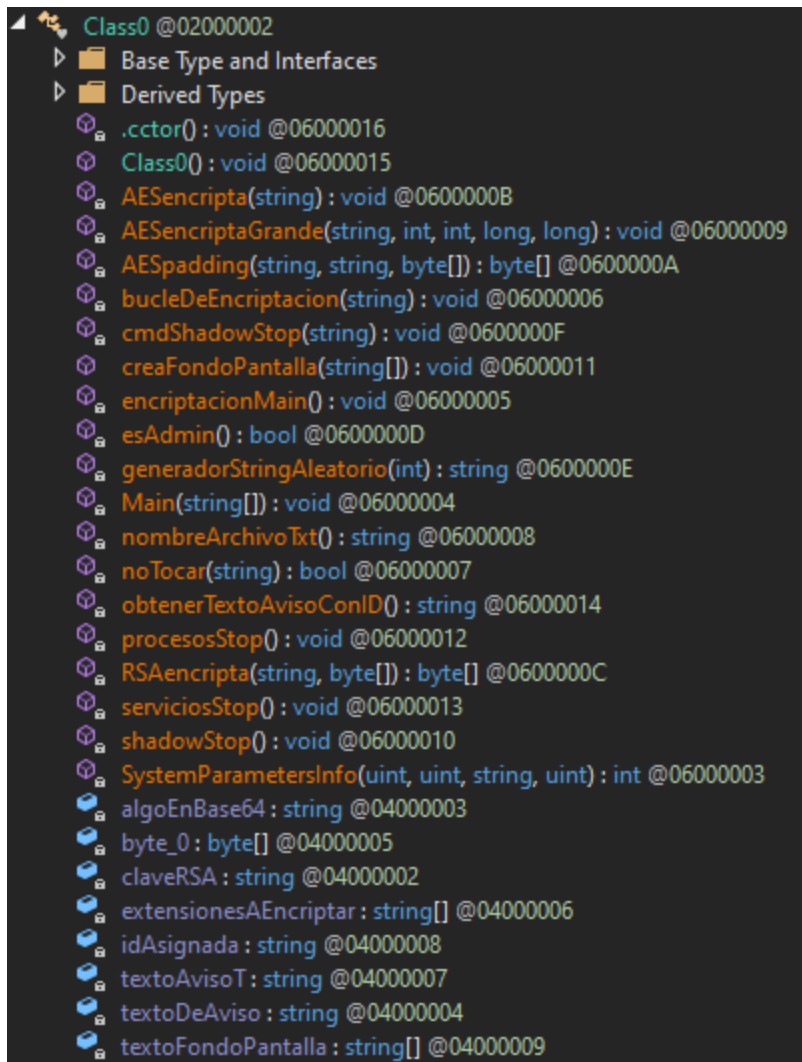 Class0 @02000002
Base Type and Interfaces
Derived Types
.cctor() : void @06000016
Class0() : void @06000015
AESencripta(string) : void @0600000B
AESencriptaGrande(string, int, int, long, long) : void @06000009
AESpadding(string, string, byte[]) : byte[] @0600000A
bucleDeEncriptacion(string) : void @06000006
cmdShadowStop(string) : void @0600000F
creaFondoPantalla(string[]) : void @06000011
encriptacionMain() : void @06000005
esAdmin() : bool @0600000D
generadorStringAleatorio(int) : string @0600000E
Main(string[]) : void @06000004
nombreArchivoTxt() : string @06000008
noTocar(string) : bool @06000007
obtenerTextoAvisoConID() : string @06000014
procesosStop() : void @06000012
RSAencripta(string, byte[]) : byte[] @0600000C
serviciosStop() : void @06000013
shadowStop() : void @06000010
SystemParametersInfo(uint, uint, string, uint) : int @06000003
algoEnBase64 : string @04000003
byte_0 : byte[] @04000005
claveRSA : string @04000002
extensionesAEncriptar : string[] @04000006
idAsignada : string @04000008
textoAvisoT : string @04000007
textoDeAviso : string @04000004
textoFondoPantalla : string[] @04000009